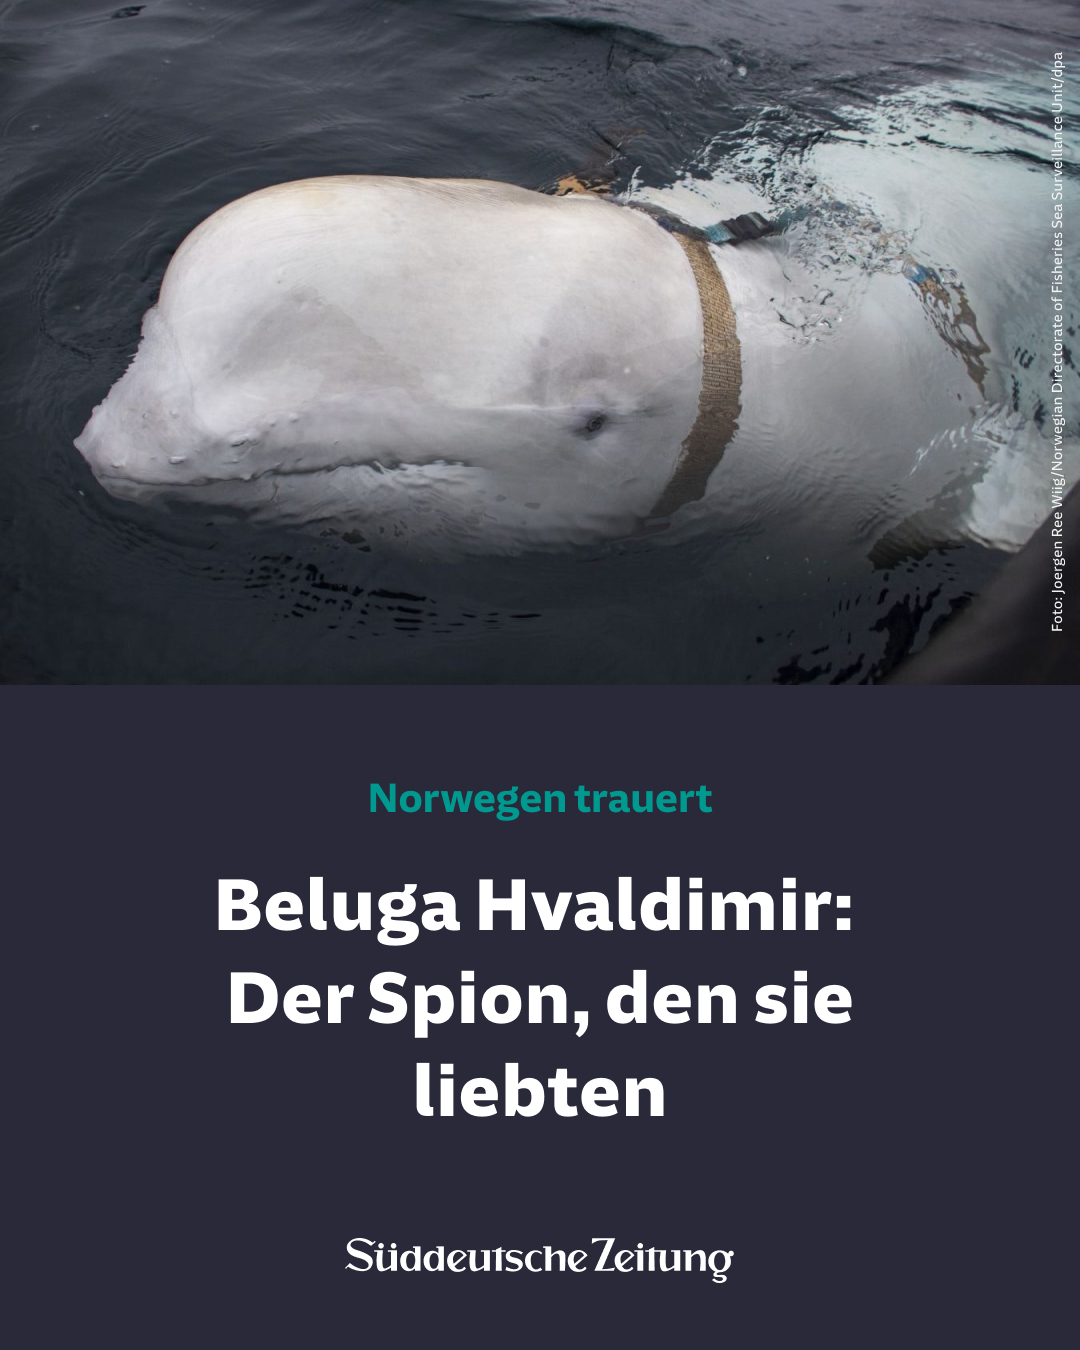 Foto: Joergen Ree Wiig/Norwegian Directorate of Fisheries Sea Surveillance Unit/dpa
Norwegen trauert
Beluga Hvaldimir:
Der Spion, den sie
liebten
Süddeutsche Zeitung